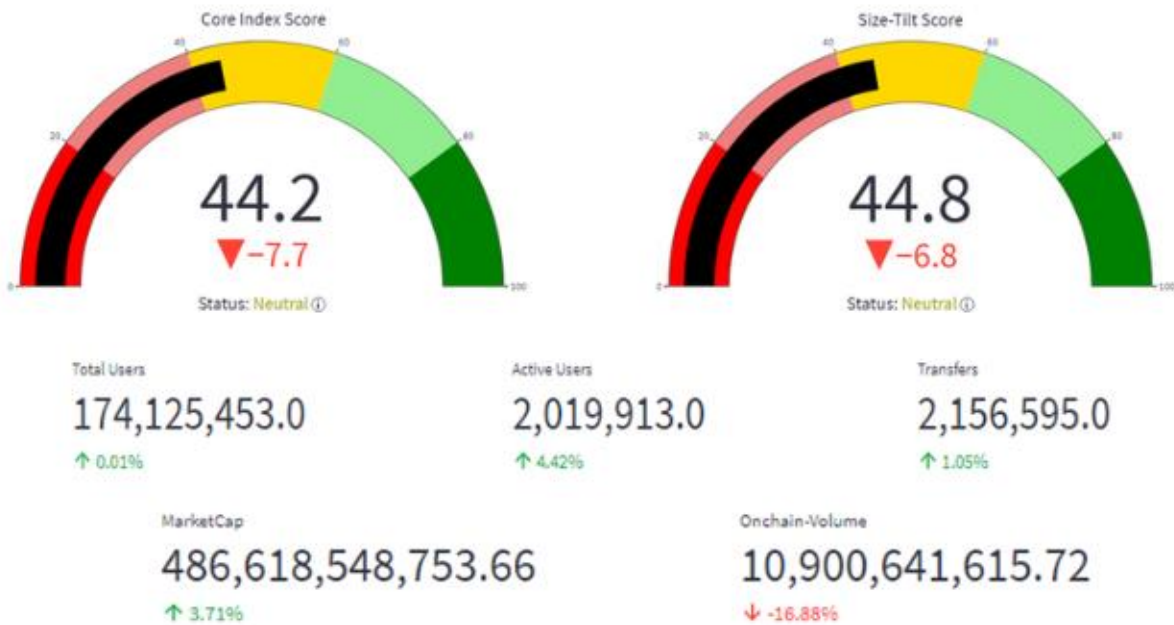 Core Index Score
Size-Tilt Score
40
60
40
60
20
80
20
80
44.2
44.8
▼−7.7
▼−6.8
0
100
0
100
Status: Neutral ⓘ
Status: Neutral ⓘ
Total Users
Active Users
Transfers
174,125,453.0
2,019,913.0
2,156,595.0
↑ 0.01%
↑ 4.42%
↑ 1.05%
MarketCap
Onchain-Volume
486,618,548,753.66
10,900,641,615.72
↑ 3.71%
↓ -16.88%